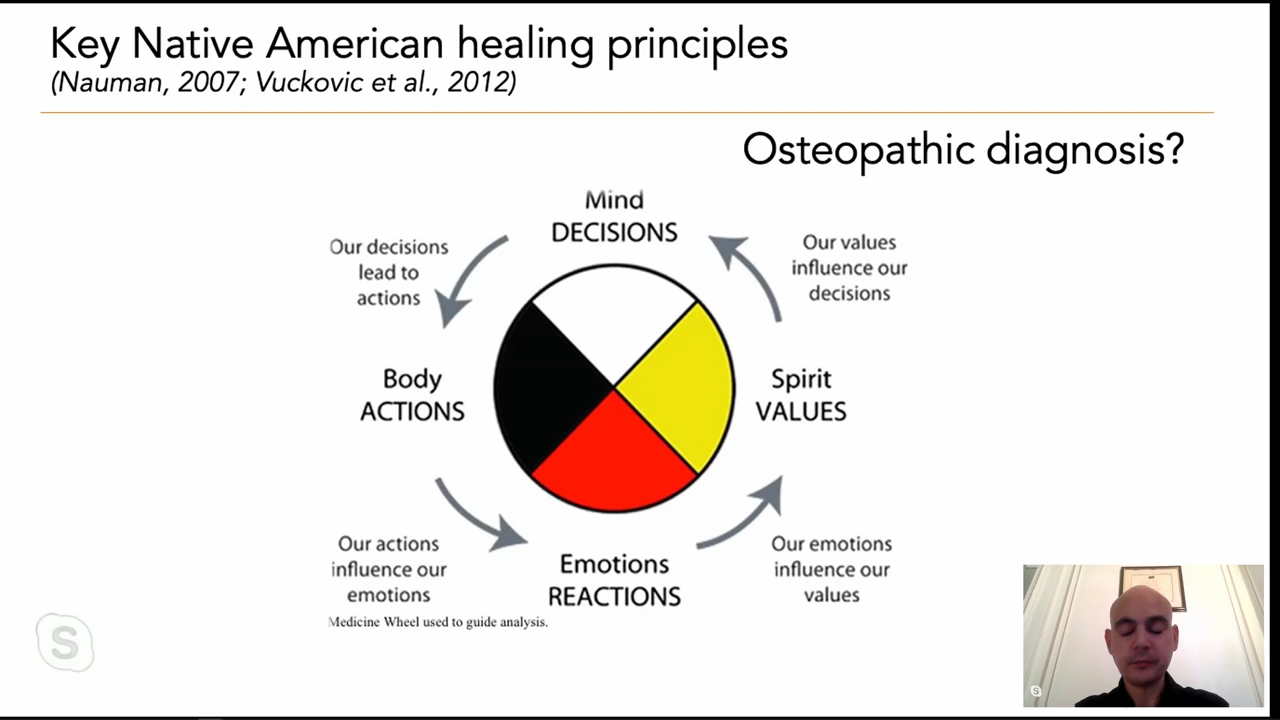 Key Native American healing principles
(Nauman, 2007; Vuckovic et al., 2012)
Osteopathic diagnosis?
Mind
DECISIONS
Our decisions
lead to
actions
Our values
influence our
decisions
Body
ACTIONS
Spirit
VALUES
Our actions
influence our
emotions
Emotions
REACTIONS
Our emotions
influence our
values
Medicine Wheel used to guide analysis.
S